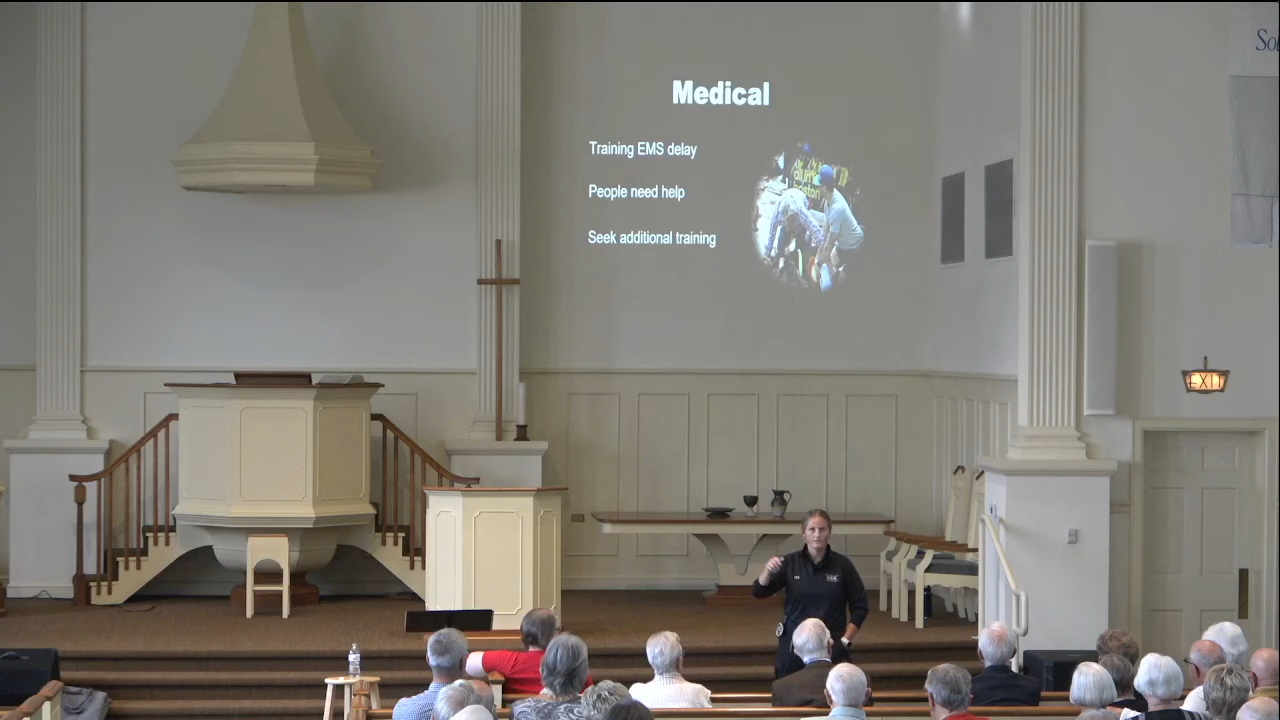 Medical
Training EMS delay
People need help
Seek additional training
EXIT